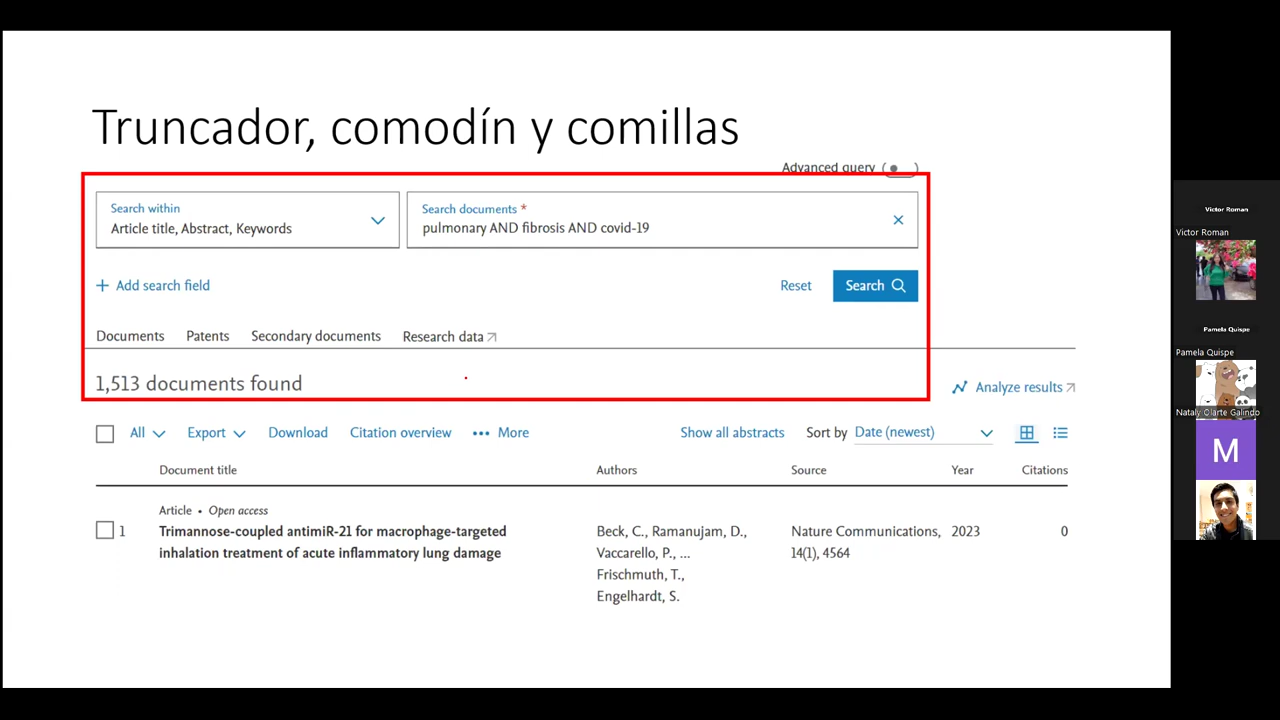 Truncador, comodín y comillas
Advanced query
Search within
Article title, Abstract, Keywords
Search documents *
pulmonary AND fibrosis AND covid-19
+ Add search field
Reset
Search
Documents Patents Secondary documents Research data
1,513 documents found
Analyze results
All Export Download Citation overview ••• More
Show all abstracts Sort by Date (newest)
Document title Authors Source Year Citations
Article • Open access
1 Trimannose-coupled antimiR-21 for macrophage-targeted
inhalation treatment of acute inflammatory lung damage
Beck, C., Ramanujam, D.,
Vaccarello, P., ...
Frischmuth, T.,
Engelhardt, S.
Nature Communications,
14(1), 4564
2023
0
Victor Roman
Victor Roman
Pamela Quispe
Pamela Quispe
Nataly Olarte Galindo
M